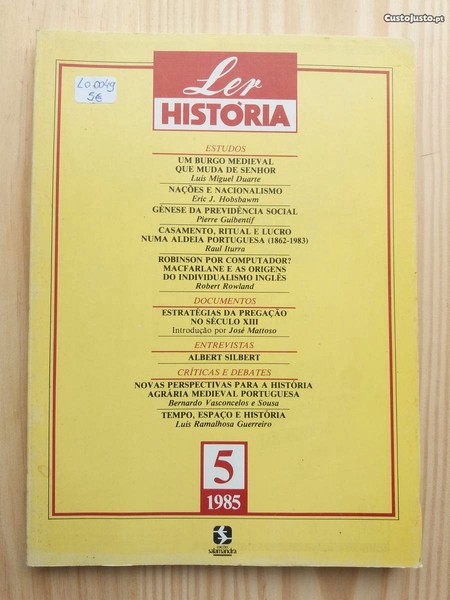 CustoJusto.pt
LO 0049
5€
Ler
HISTÓRIA
ESTUDOS
UM BURGO MEDIEVAL
QUE MUDA DE SENHOR
Luís Miguel Duarte
NAÇÕES E NACIONALISMO
Eric J. Hobsbawm
GÉNESE DA PREVIDÊNCIA SOCIAL
Pierre Guibentif
CASAMENTO, RITUAL E LUCRO
NUMA ALDEIA PORTUGUESA (1862-1983)
Raul Iturra
ROBINSON POR COMPUTADOR?
MACFARLANE E AS ORIGENS
DO INDIVIDUALISMO INGLÊS
Robert Rowland
DOCUMENTOS
ESTRATÉGIAS DA PREGAÇÃO
NO SÉCULO XIII
Introdução por José Mattoso
ENTREVISTAS
ALBERT SILBERT
CRÍTICAS E DEBATES
NOVAS PERSPECTIVAS PARA A HISTÓRIA
AGRÁRIA MEDIEVAL PORTUGUESA
Bernardo Vasconcelos e Sousa
TEMPO, ESPAÇO E HISTÓRIA
Luís Ramalhosa Guerreiro
5
1985
salamandra